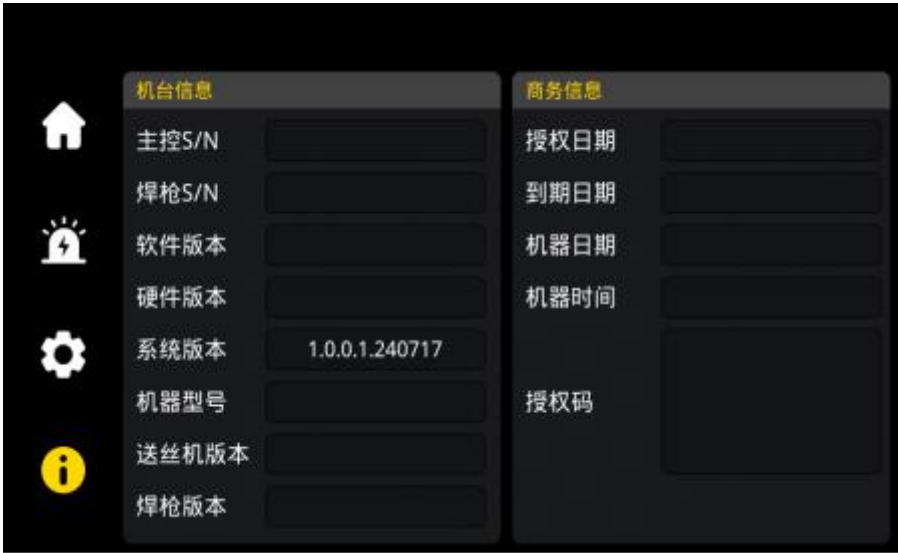 机台信息
主控S/N
焊枪S/N
软件版本
硬件版本
系统版本 1.0.0.1.240717
机器型号
送丝机版本
焊枪版本
商务信息
授权日期
到期日期
机器日期
机器时间
授权码